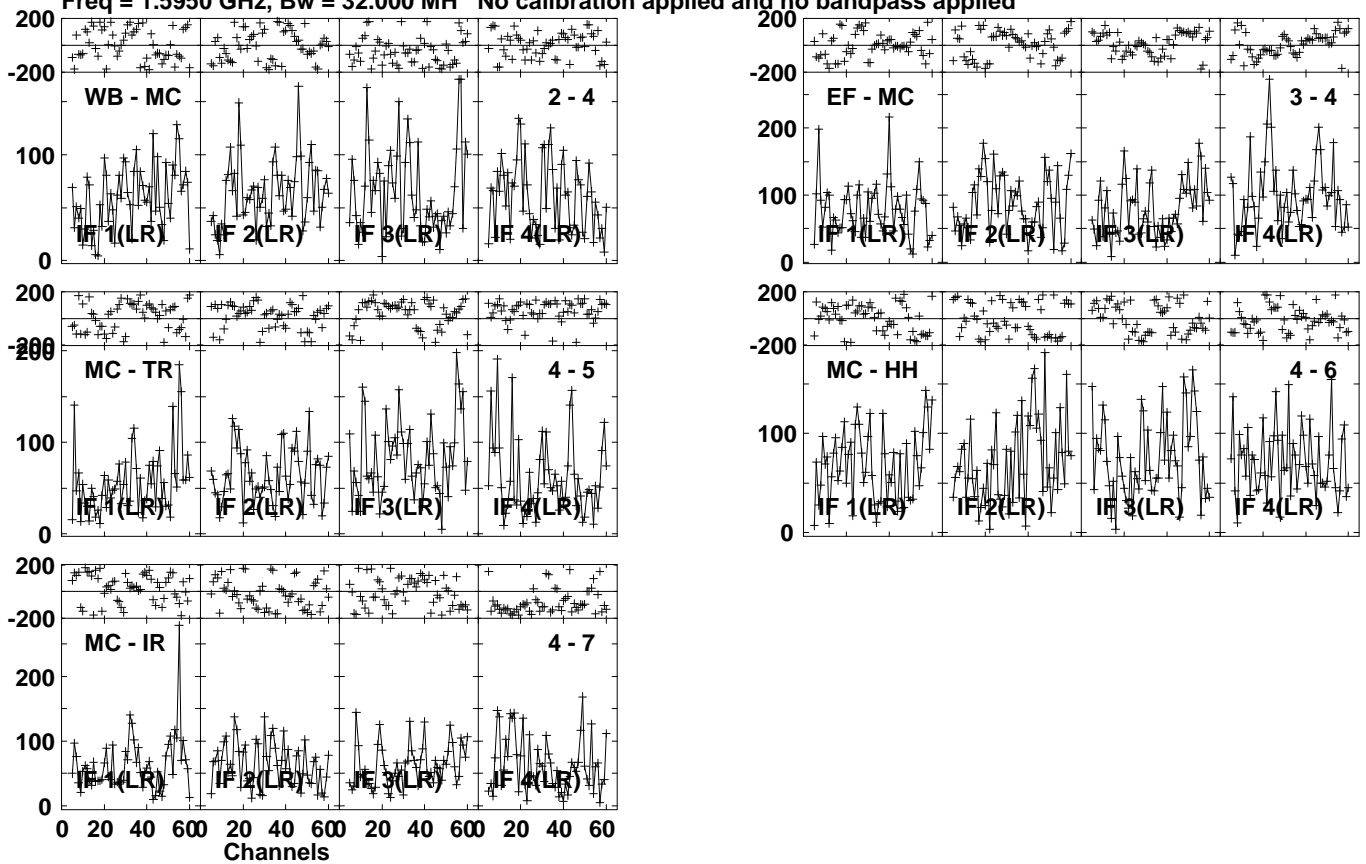 Freq = 1.5950 GHz, Bw = 32.000 MH   No calibration applied and no bandpass applied
200
-200
WB - MC
2 - 4
100
0
IF 1(LR)
IF 2(LR)
IF 3(LR)
IF 4(LR)
200
-200
EF - MC
3 - 4
200
100
0
IF 1(LR)
IF 2(LR)
IF 3(LR)
IF 4(LR)
200
-200
200
MC - TR
4 - 5
100
0
IF 1(LR)
IF 2(LR)
IF 3(LR)
IF 4(LR)
200
-200
MC - HH
4 - 6
100
0
IF 1(LR)
IF 2(LR)
IF 3(LR)
IF 4(LR)
200
-200
MC - IR
4 - 7
200
100
0
IF 1(LR)
IF 2(LR)
IF 3(LR)
IF 4(LR)
0 20 40 60 0 20 40 60 0 20 40 60 0 20 40 60
Channels